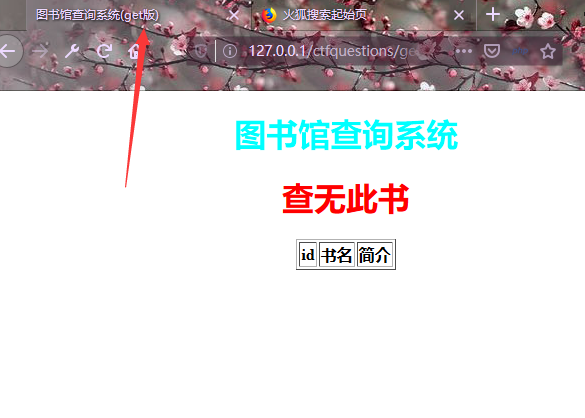 图书馆查询系统(get版)
火狐搜索起始页
127.0.0.1/ctfquestions/ge
图书馆查询系统
查无此书
id 书名 简介